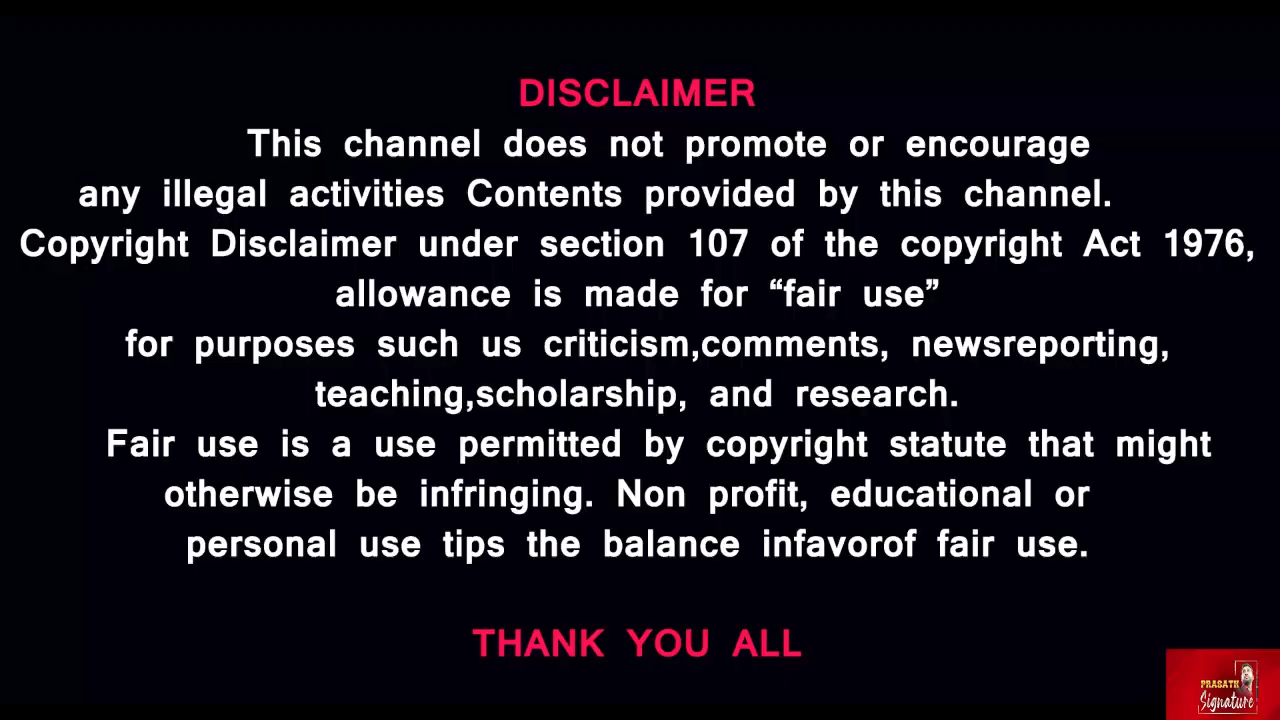 DISCLAIMER
This channel does not promote or encourage
any illegal activities Contents provided by this channel.
Copyright Disclaimer under section 107 of the copyright Act 1976,
allowance is made for “fair use”
for purposes such us criticism,comments, newsreporting,
teaching,scholarship, and research.
Fair use is a use permitted by copyright statute that might
otherwise be infringing. Non profit, educational or
personal use tips the balance infavorof fair use.
THANK YOU ALL
PRASATH
Signature